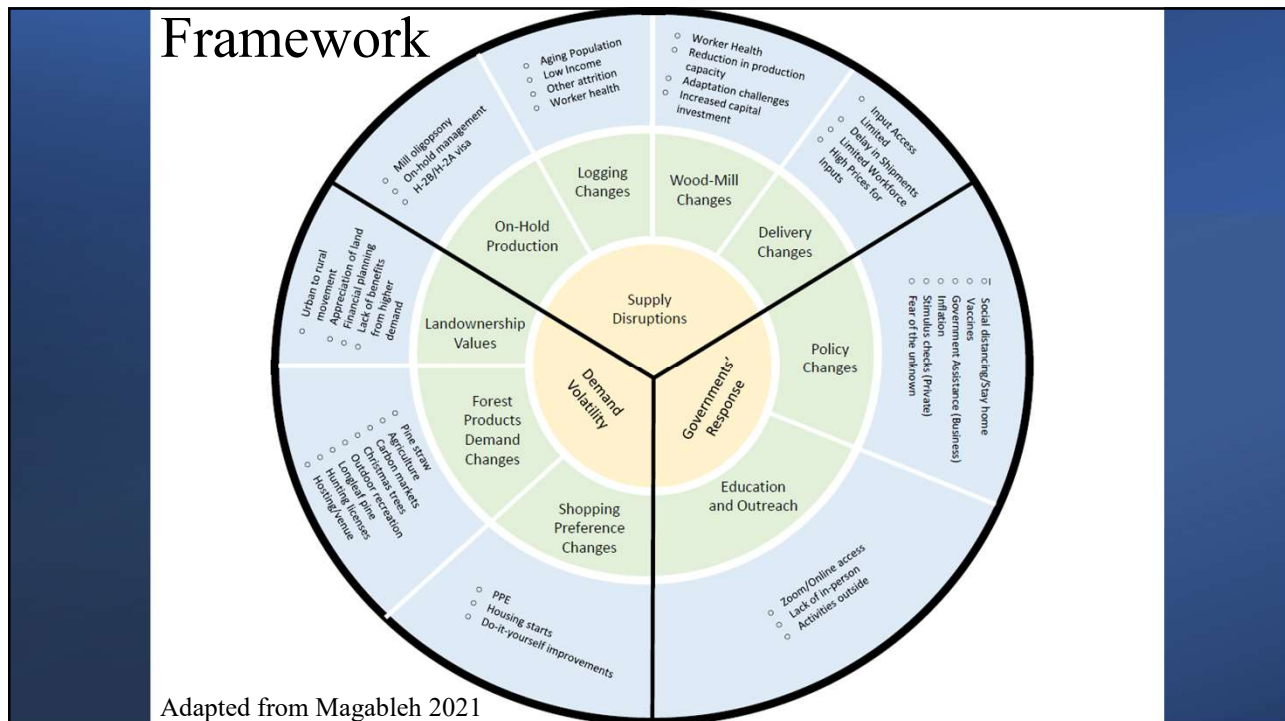 Framework
○ Aging Population
○ Low Income
○ Other attrition
○ Worker health
○ Worker Health
○ Reduction in production
capacity
○ Adaptation challenges
○ Increased capital
investment
○ Input Access
○ Limited
○ Delay in Shipments
○ Limited Workforce
○ High Prices for
Inputs
○ Mill oligopsony
○ On-hold management
○ H-2B/H-2A visa
Logging
Changes
Wood-Mill
Changes
On-Hold
Production
Delivery
Changes
○ Urban to rural
movement
○ Appreciation of land
○ Financial planning
○ Lack of benefits
from higher
demand
Landownership
Values
Supply
Disruptions
Policy
Changes
○ Social distancing/Stay home
○ Vaccines
○ Government Assistance (Business)
○ Inflation
○ Stimulus checks (Private)
○ Fear of the unknown
Demand
Volatility
Governments’
Response
Forest
Products
Demand
Changes
○ Pine straw
○ Agriculture
○ Carbon markets
○ Christmas trees
○ Outdoor recreation
○ Longleaf pine
○ Hunting licenses
○ Hosting/venue
Shopping
Preference
Changes
Education
and Outreach
○ PPE
○ Housing starts
○ Do-it-yourself improvements
○ Zoom/Online access
○ Lack of in-person
○ Activities outside
Adapted from Magableh 2021